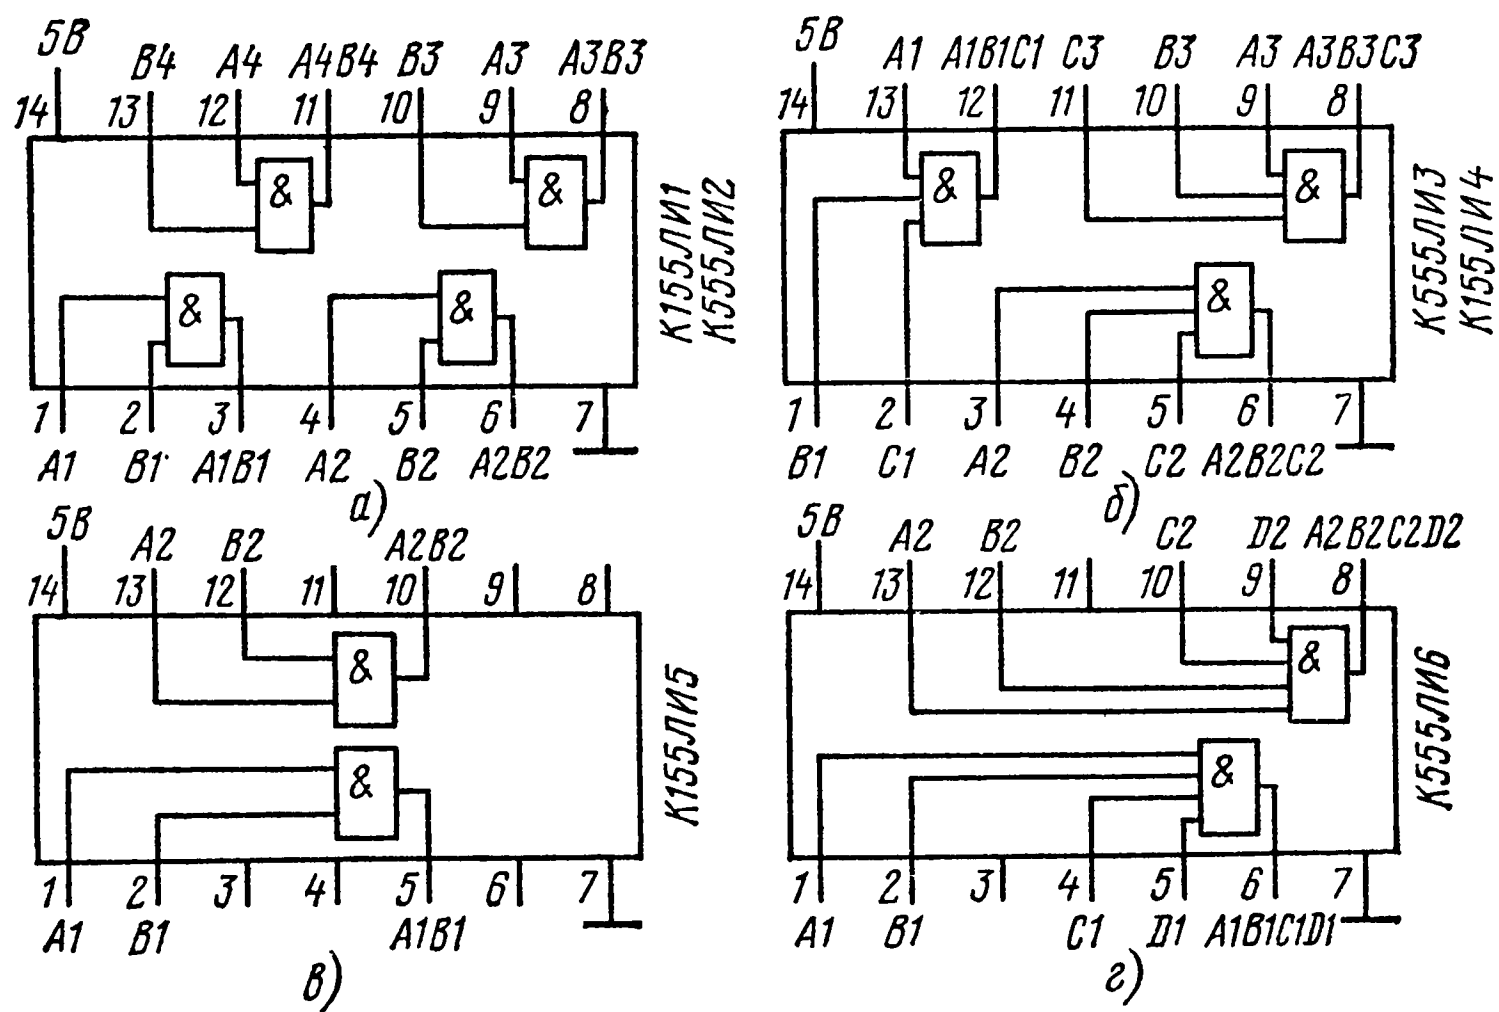 5В
В4 А4 А4В4 В3 А3 А3В3
14 13 12 11 10 9 8
& &
& &
1 2 3 4 5 6 7
А1 В1 А1В1 А2 В2 А2В2
К155ЛИ1
К555ЛИ2
а)
5В
А1 А1В1С1 С3 В3 А3 А3В3С3
14 13 12 11 10 9 8
& &
&
1 2 3 4 5 6 7
В1 С1 А2 В2 С2 А2В2С2
К555ЛИ3
К155ЛИ4
б)
5В
А2 В2 А2В2
14 13 12 11 10 9 8
&
&
1 2 3 4 5 6 7
А1 В1 А1В1
К155ЛИ5
в)
5В
А2 В2 С2 D2 А2В2С2D2
14 13 12 11 10 9 8
&
&
1 2 3 4 5 6 7
А1 В1 С1 D1 А1В1С1D1
К555ЛИ6
г)